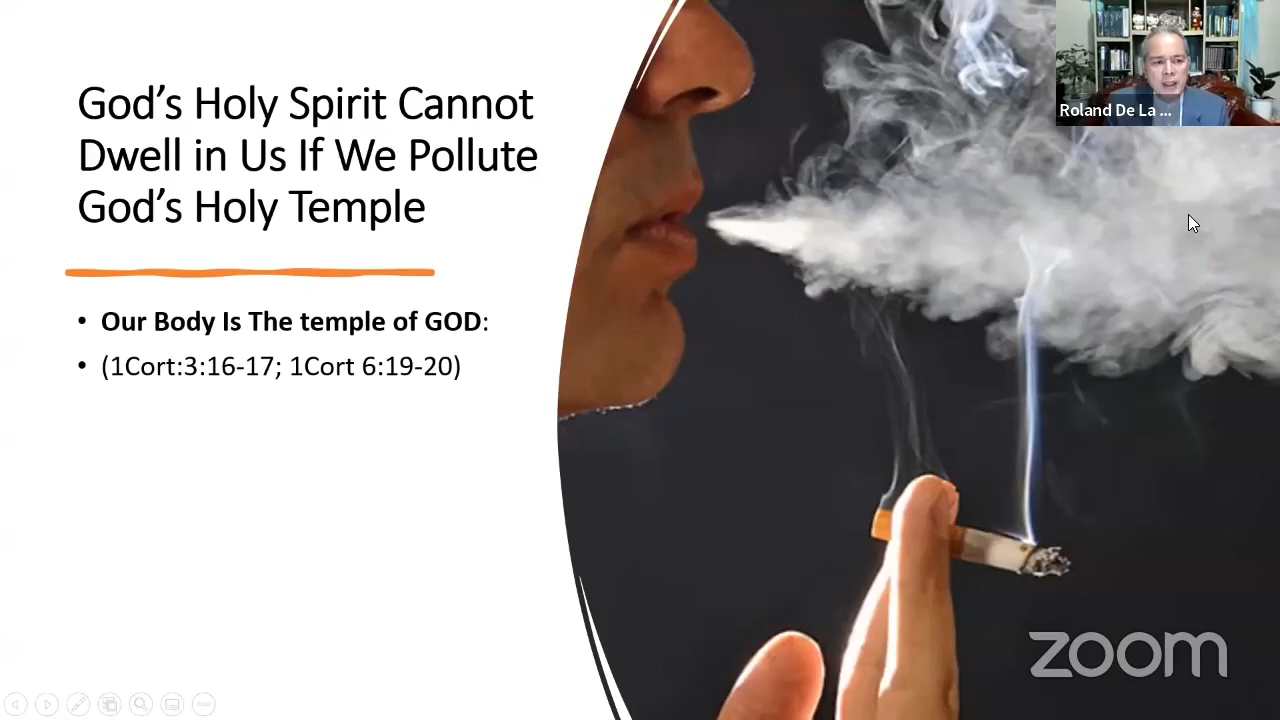 God's Holy Spirit Cannot
Dwell in Us If We Pollute
God's Holy Temple
• Our Body Is The temple of GOD:
• (1Cort:3:16-17; 1Cort 6:19-20)
Roland De La ...
zoom